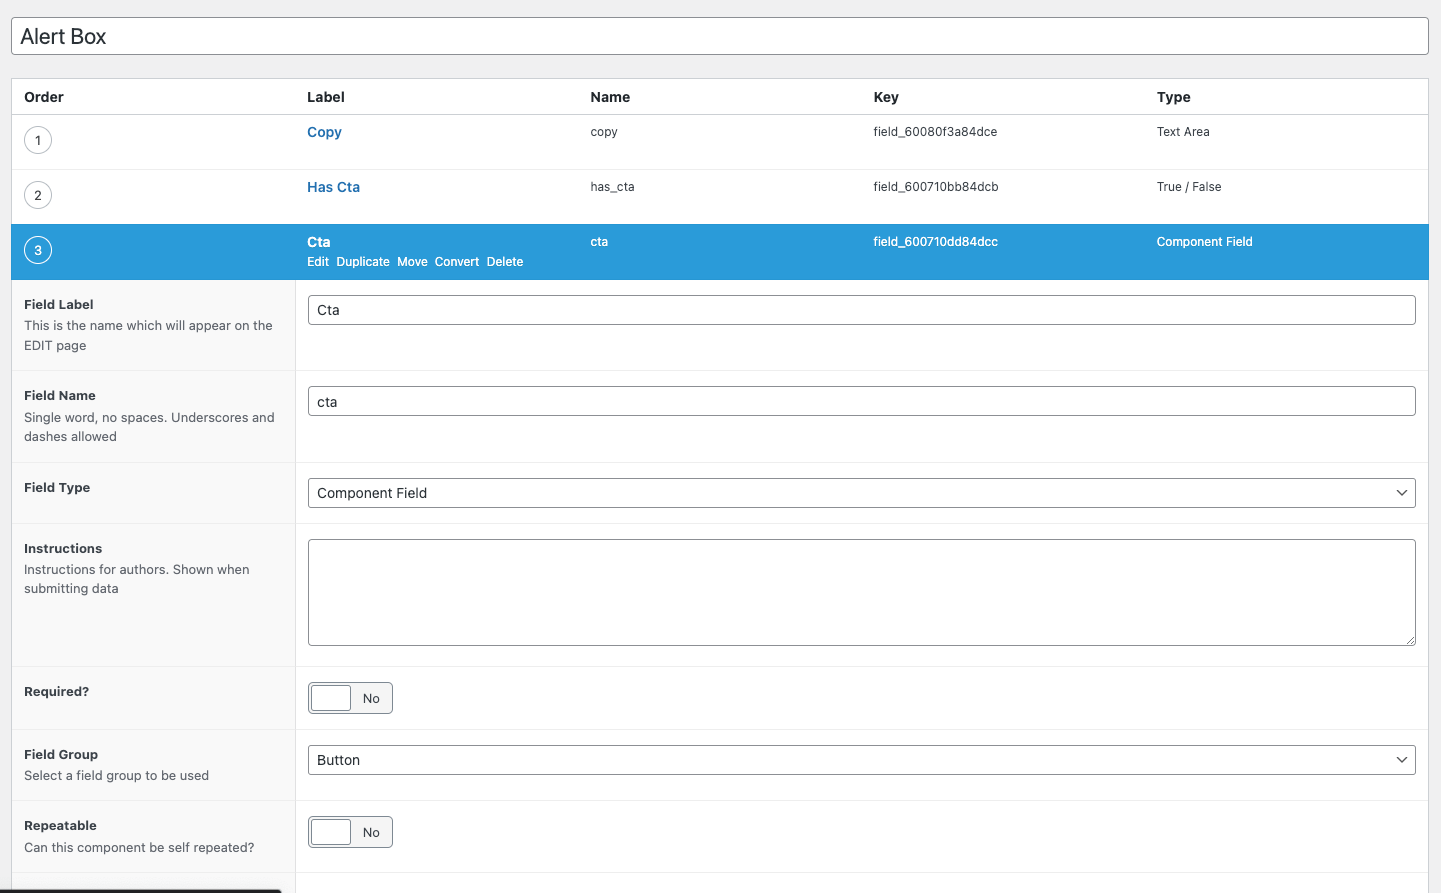 Alert Box
Order Label Name Key Type
1 Copy copy field_60080f3a84dce Text Area
2 Has Cta has_cta field_600710bb84dcb True / False
3 Cta cta field_600710dd84dcc Component Field
Edit Duplicate Move Convert Delete
Field Label
This is the name which will appear on the
EDIT page
Cta
Field Name
Single word, no spaces. Underscores and
dashes allowed
cta
Field Type
Component Field
Instructions
Instructions for authors. Shown when
submitting data
Required?
No
Field Group
Select a field group to be used
Button
Repeatable
Can this component be self repeated?
No